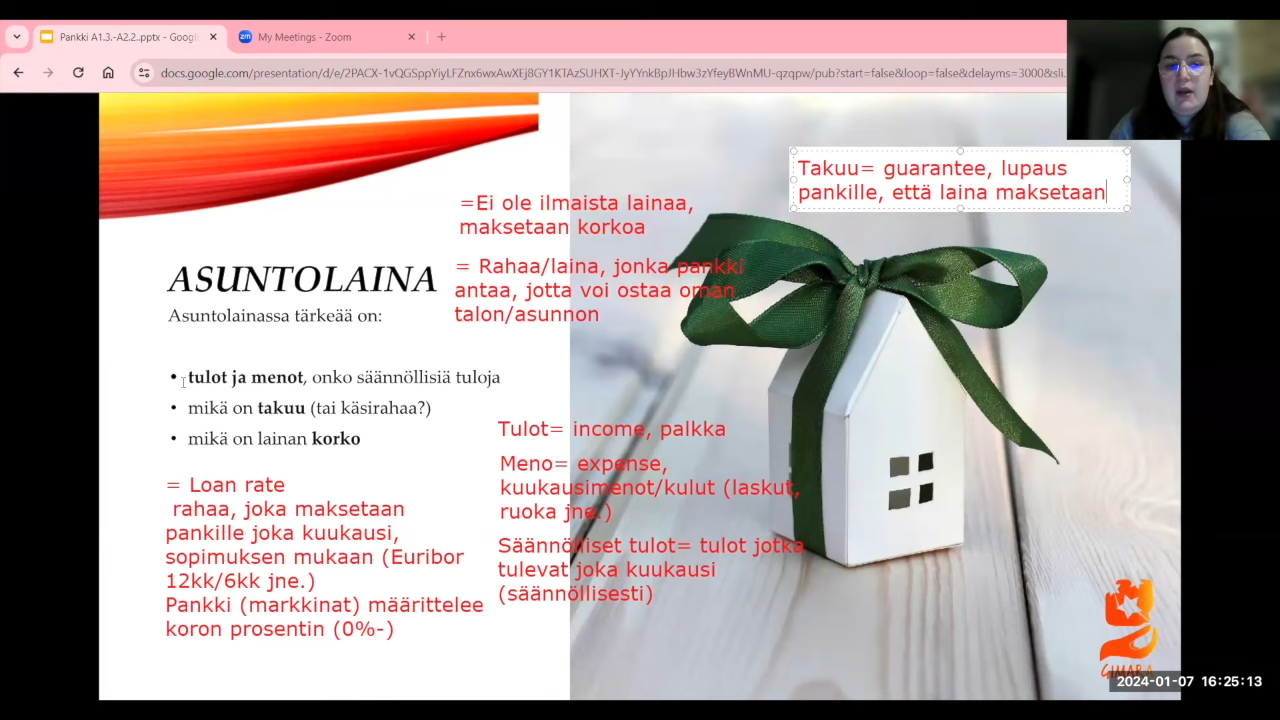 Pankki A1.3.-A2.2..pptx - Goog
My Meetings - Zoom
docs.google.com/presentation/d/e/2PACX-1vQGSppYiyLFZnx6wxAwXEj8GY1KTAzSUHXT-JyYYnkBpJHbw3zYfeyBWnMU-qzqpw/pub?start=false&loop=false&delayms=3000&sli
Takuu= guarantee, lupaus
pankille, että laina maksetaan
=Ei ole ilmaista lainaa,
maksetaan korkoa
= Rahaa/laina, jonka pankki
antaa, jotta voi ostaa oman
talon/asunnon
ASUNTOLAINA
Asuntolainassa tärkeää on:
• tulot ja menot, onko säännöllisiä tuloja
• mikä on takuu (tai käsirahaa?)
• mikä on lainan korko
Tulot= income, palkka
Meno= expense,
kuukausimenot/kulut (laskut,
ruoka jne.)
Säännölliset tulot= tulot jotka
tulevat joka kuukausi
(säännöllisesti)
= Loan rate
rahaa, joka maksetaan
pankille joka kuukausi,
sopimuksen mukaan (Euribor
12kk/6kk jne.)
Pankki (markkinat) määrittelee
koron prosentin (0%-)
GIMARA
2024-01-07 16:25:13